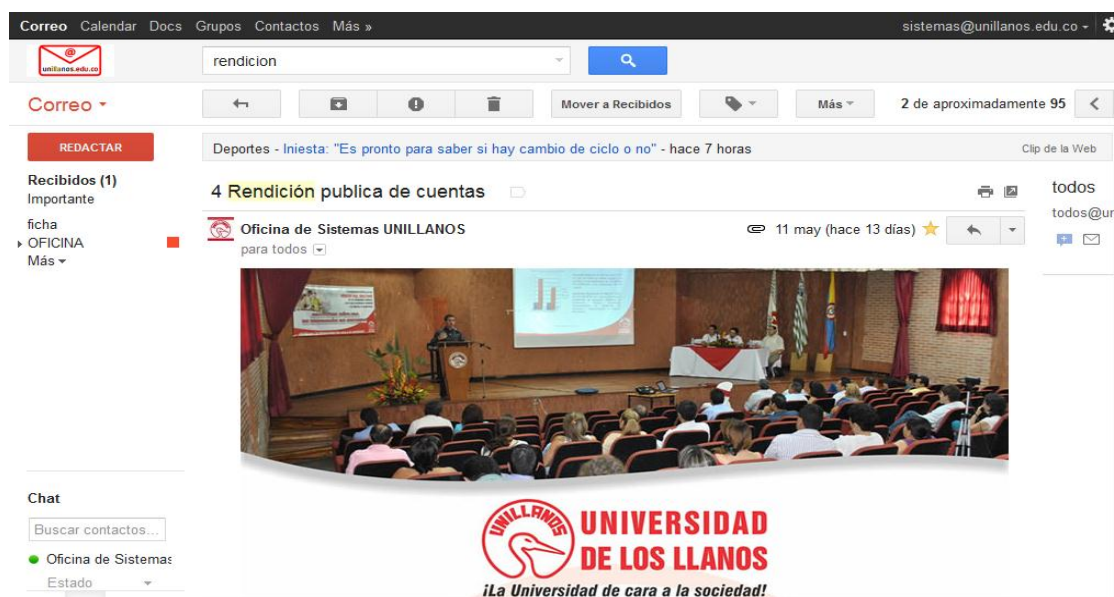 Correo Calendar Docs Grupos Contactos Más »
sistemas@unillanos.edu.co
@
unillanos.edu.co
rendicion
Correo
Mover a Recibidos
Más
2 de aproximadamente 95
REDACTAR
Deportes - Iniesta: "Es pronto para saber si hay cambio de ciclo o no" - hace 7 horas
Clip de la Web
Recibidos (1)
Importante
ficha
OFICINA
Más
4 Rendición publica de cuentas
Oficina de Sistemas UNILLANOS
11 may (hace 13 días)
para todos
todos
todos@un
UNILLANOS
UNIVERSIDAD
DE LOS LLANOS
¡La Universidad de cara a la sociedad!
Chat
Buscar contactos...
Oficina de Sistemas
Estado